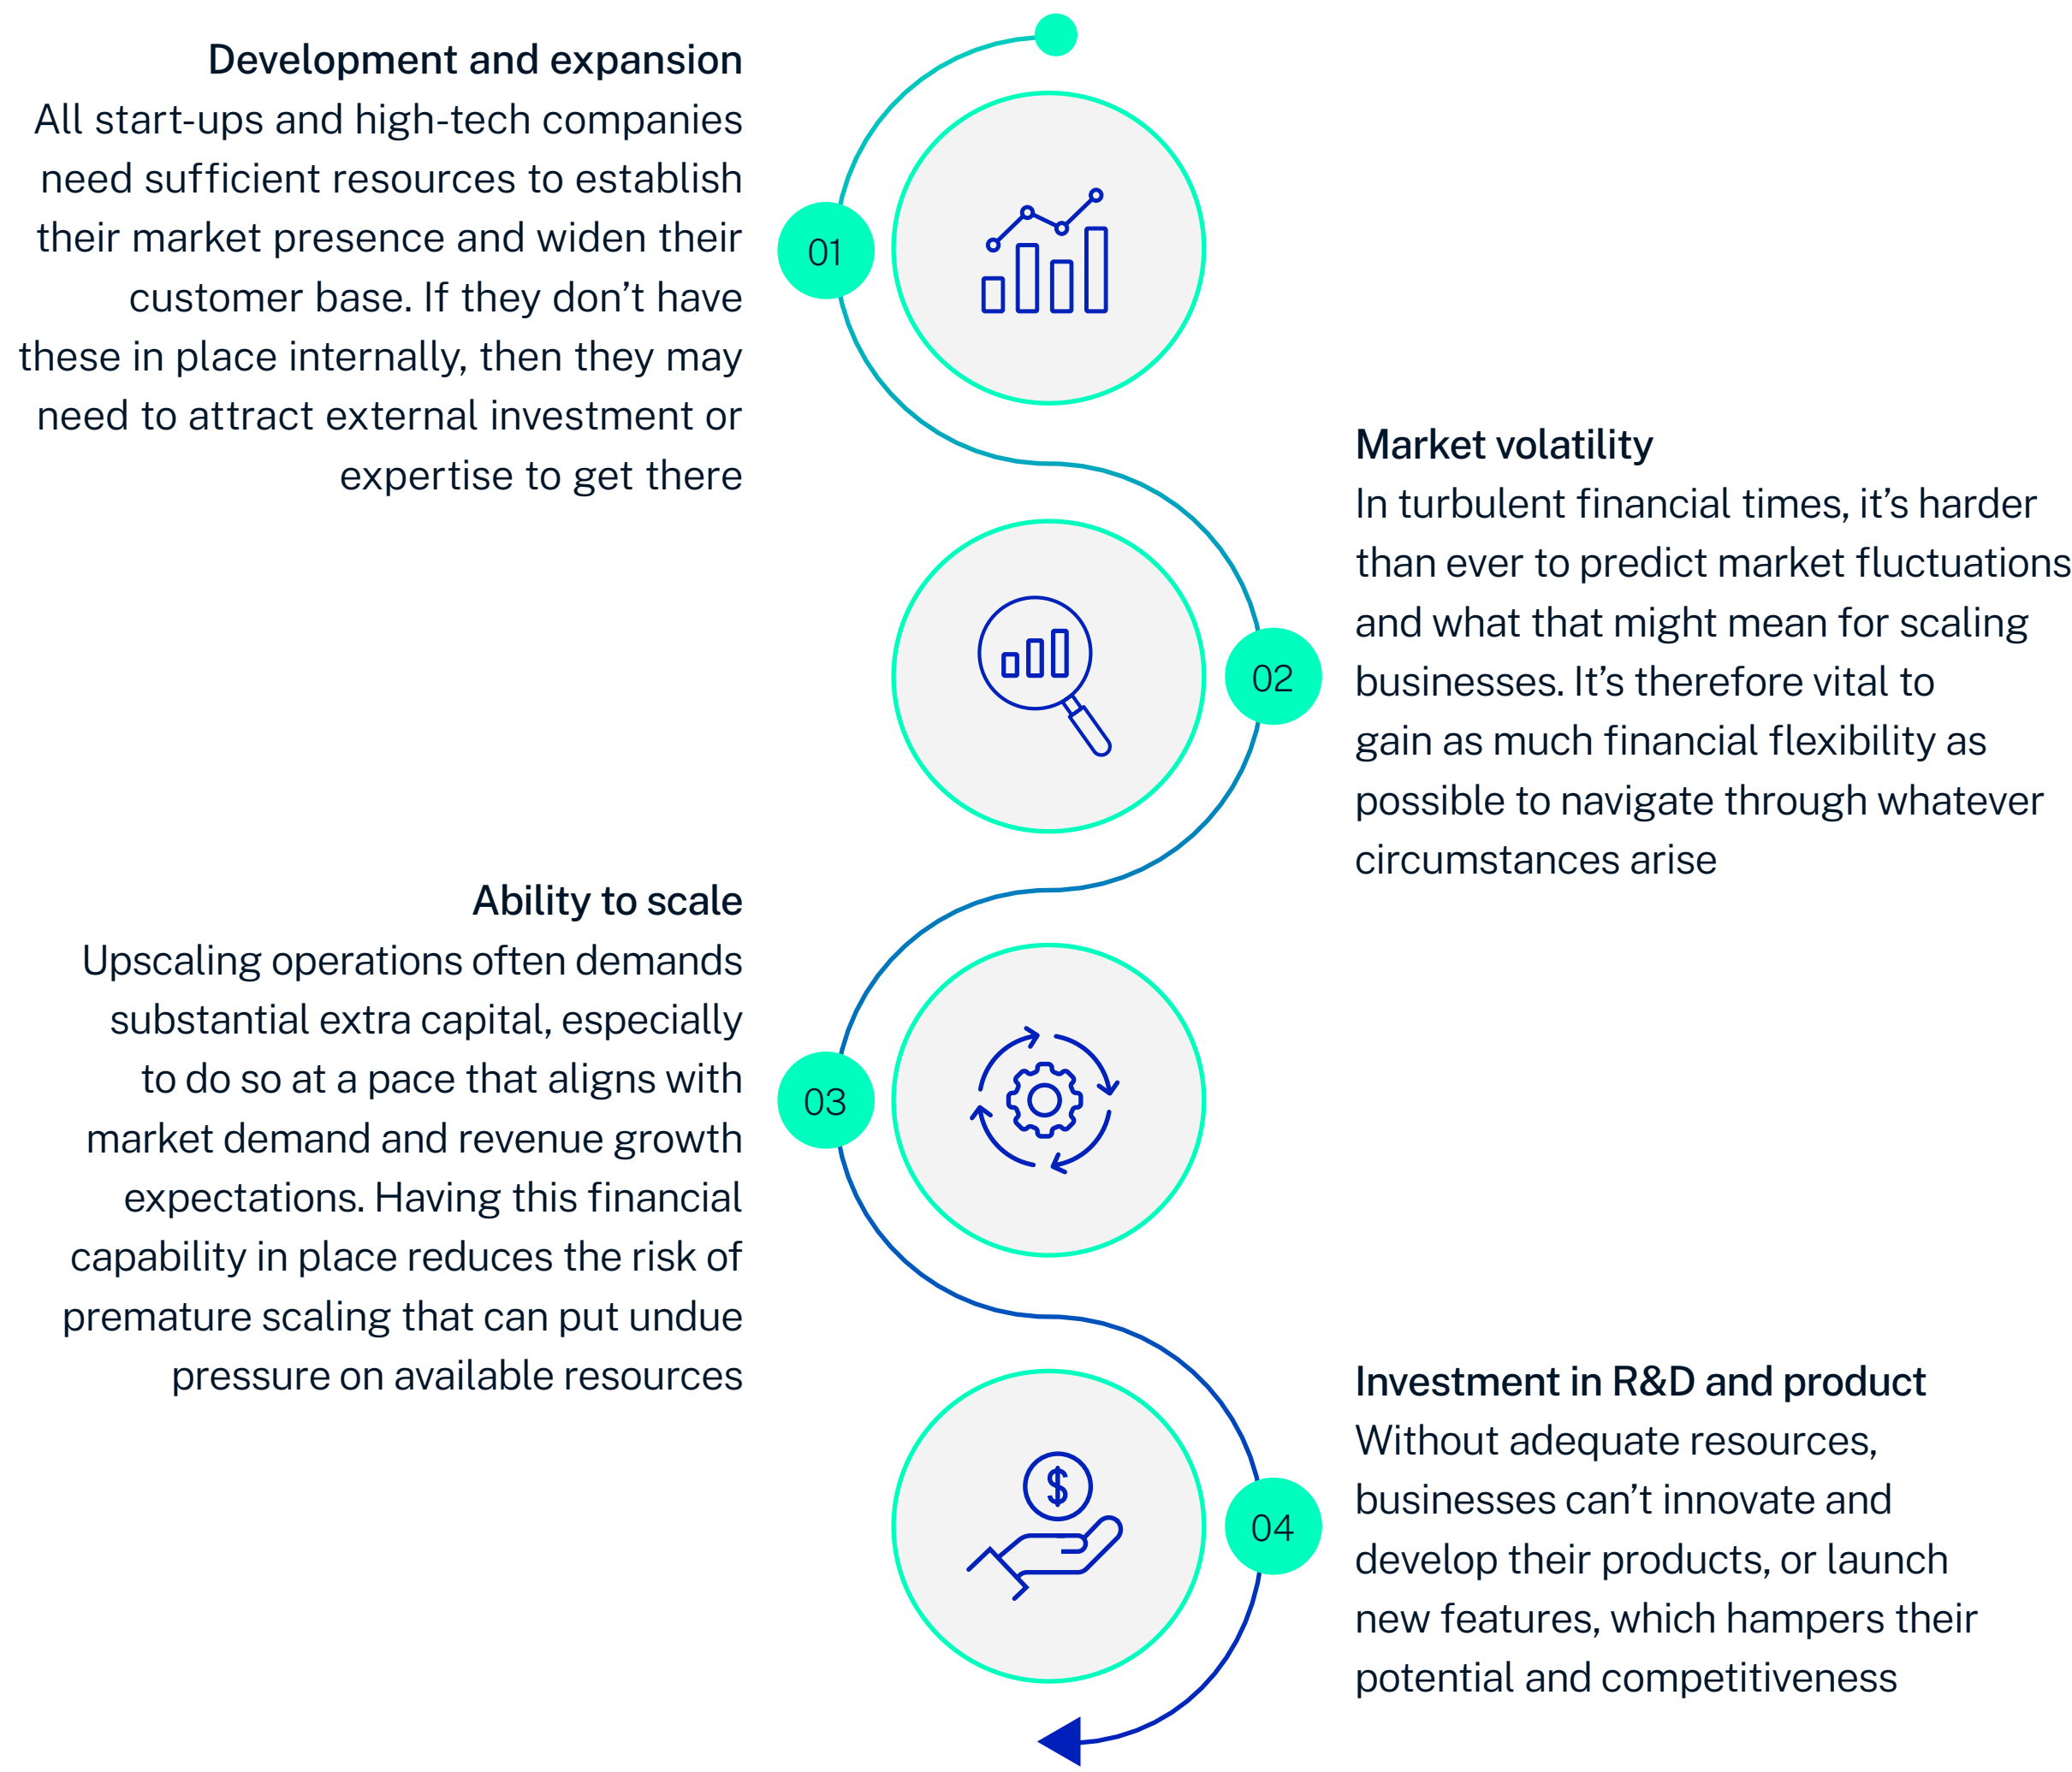 Development and expansion
All start-ups and high-tech companies
need sufficient resources to establish
their market presence and widen their
customer base. If they don’t have
these in place internally, then they may
need to attract external investment or
expertise to get there
01
Market volatility
In turbulent financial times, it’s harder
than ever to predict market fluctuations
and what that might mean for scaling
businesses. It’s therefore vital to
gain as much financial flexibility as
possible to navigate through whatever
circumstances arise
02
Ability to scale
Upscaling operations often demands
substantial extra capital, especially
to do so at a pace that aligns with
market demand and revenue growth
expectations. Having this financial
capability in place reduces the risk of
premature scaling that can put undue
pressure on available resources
03
Investment in R&D and product
Without adequate resources,
businesses can’t innovate and
develop their products, or launch
new features, which hampers their
potential and competitiveness
04
$